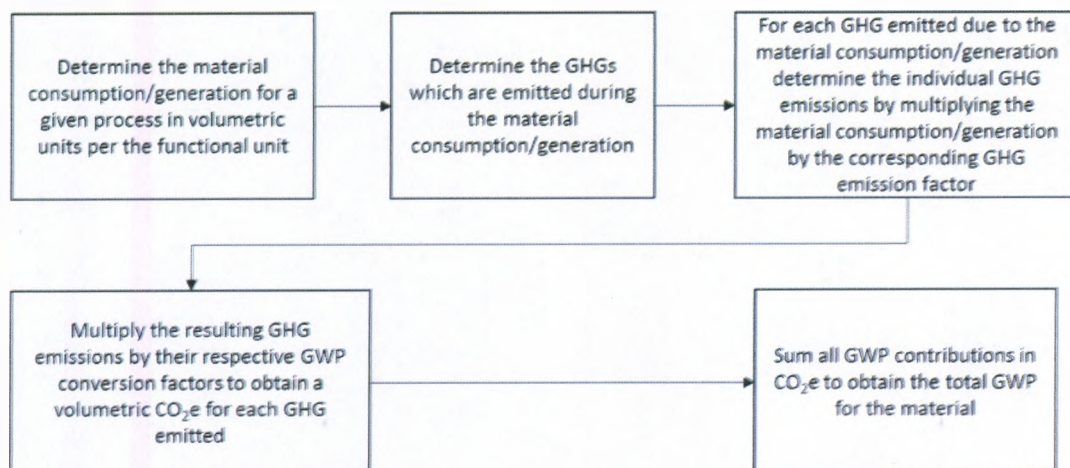 Determine the material
consumption/generation for a
given process in volumetric
units per the functional unit
Determine the GHGs
which are emitted during
the material
consumption/generation
For each GHG emitted due to the
material consumption/generation
determine the individual GHG
emissions by multiplying the
material consumption/generation
by the corresponding GHG
emission factor
Multiply the resulting GHG
emissions by their respective GWP
conversion factors to obtain a
volumetric CO₂e for each GHG
emitted
Sum all GWP contributions in
CO₂e to obtain the total GWP
for the material